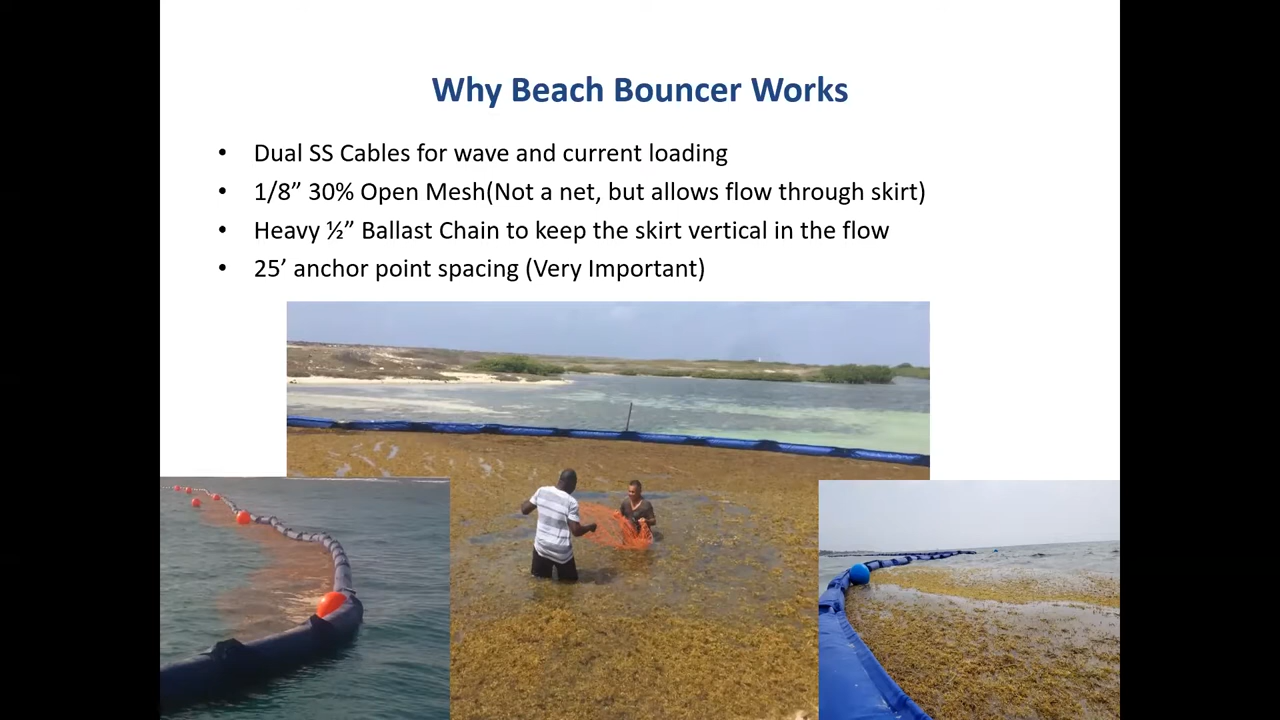 Why Beach Bouncer Works
• Dual SS Cables for wave and current loading
• 1/8” 30% Open Mesh(Not a net, but allows flow through skirt)
• Heavy ½” Ballast Chain to keep the skirt vertical in the flow
• 25’ anchor point spacing (Very Important)